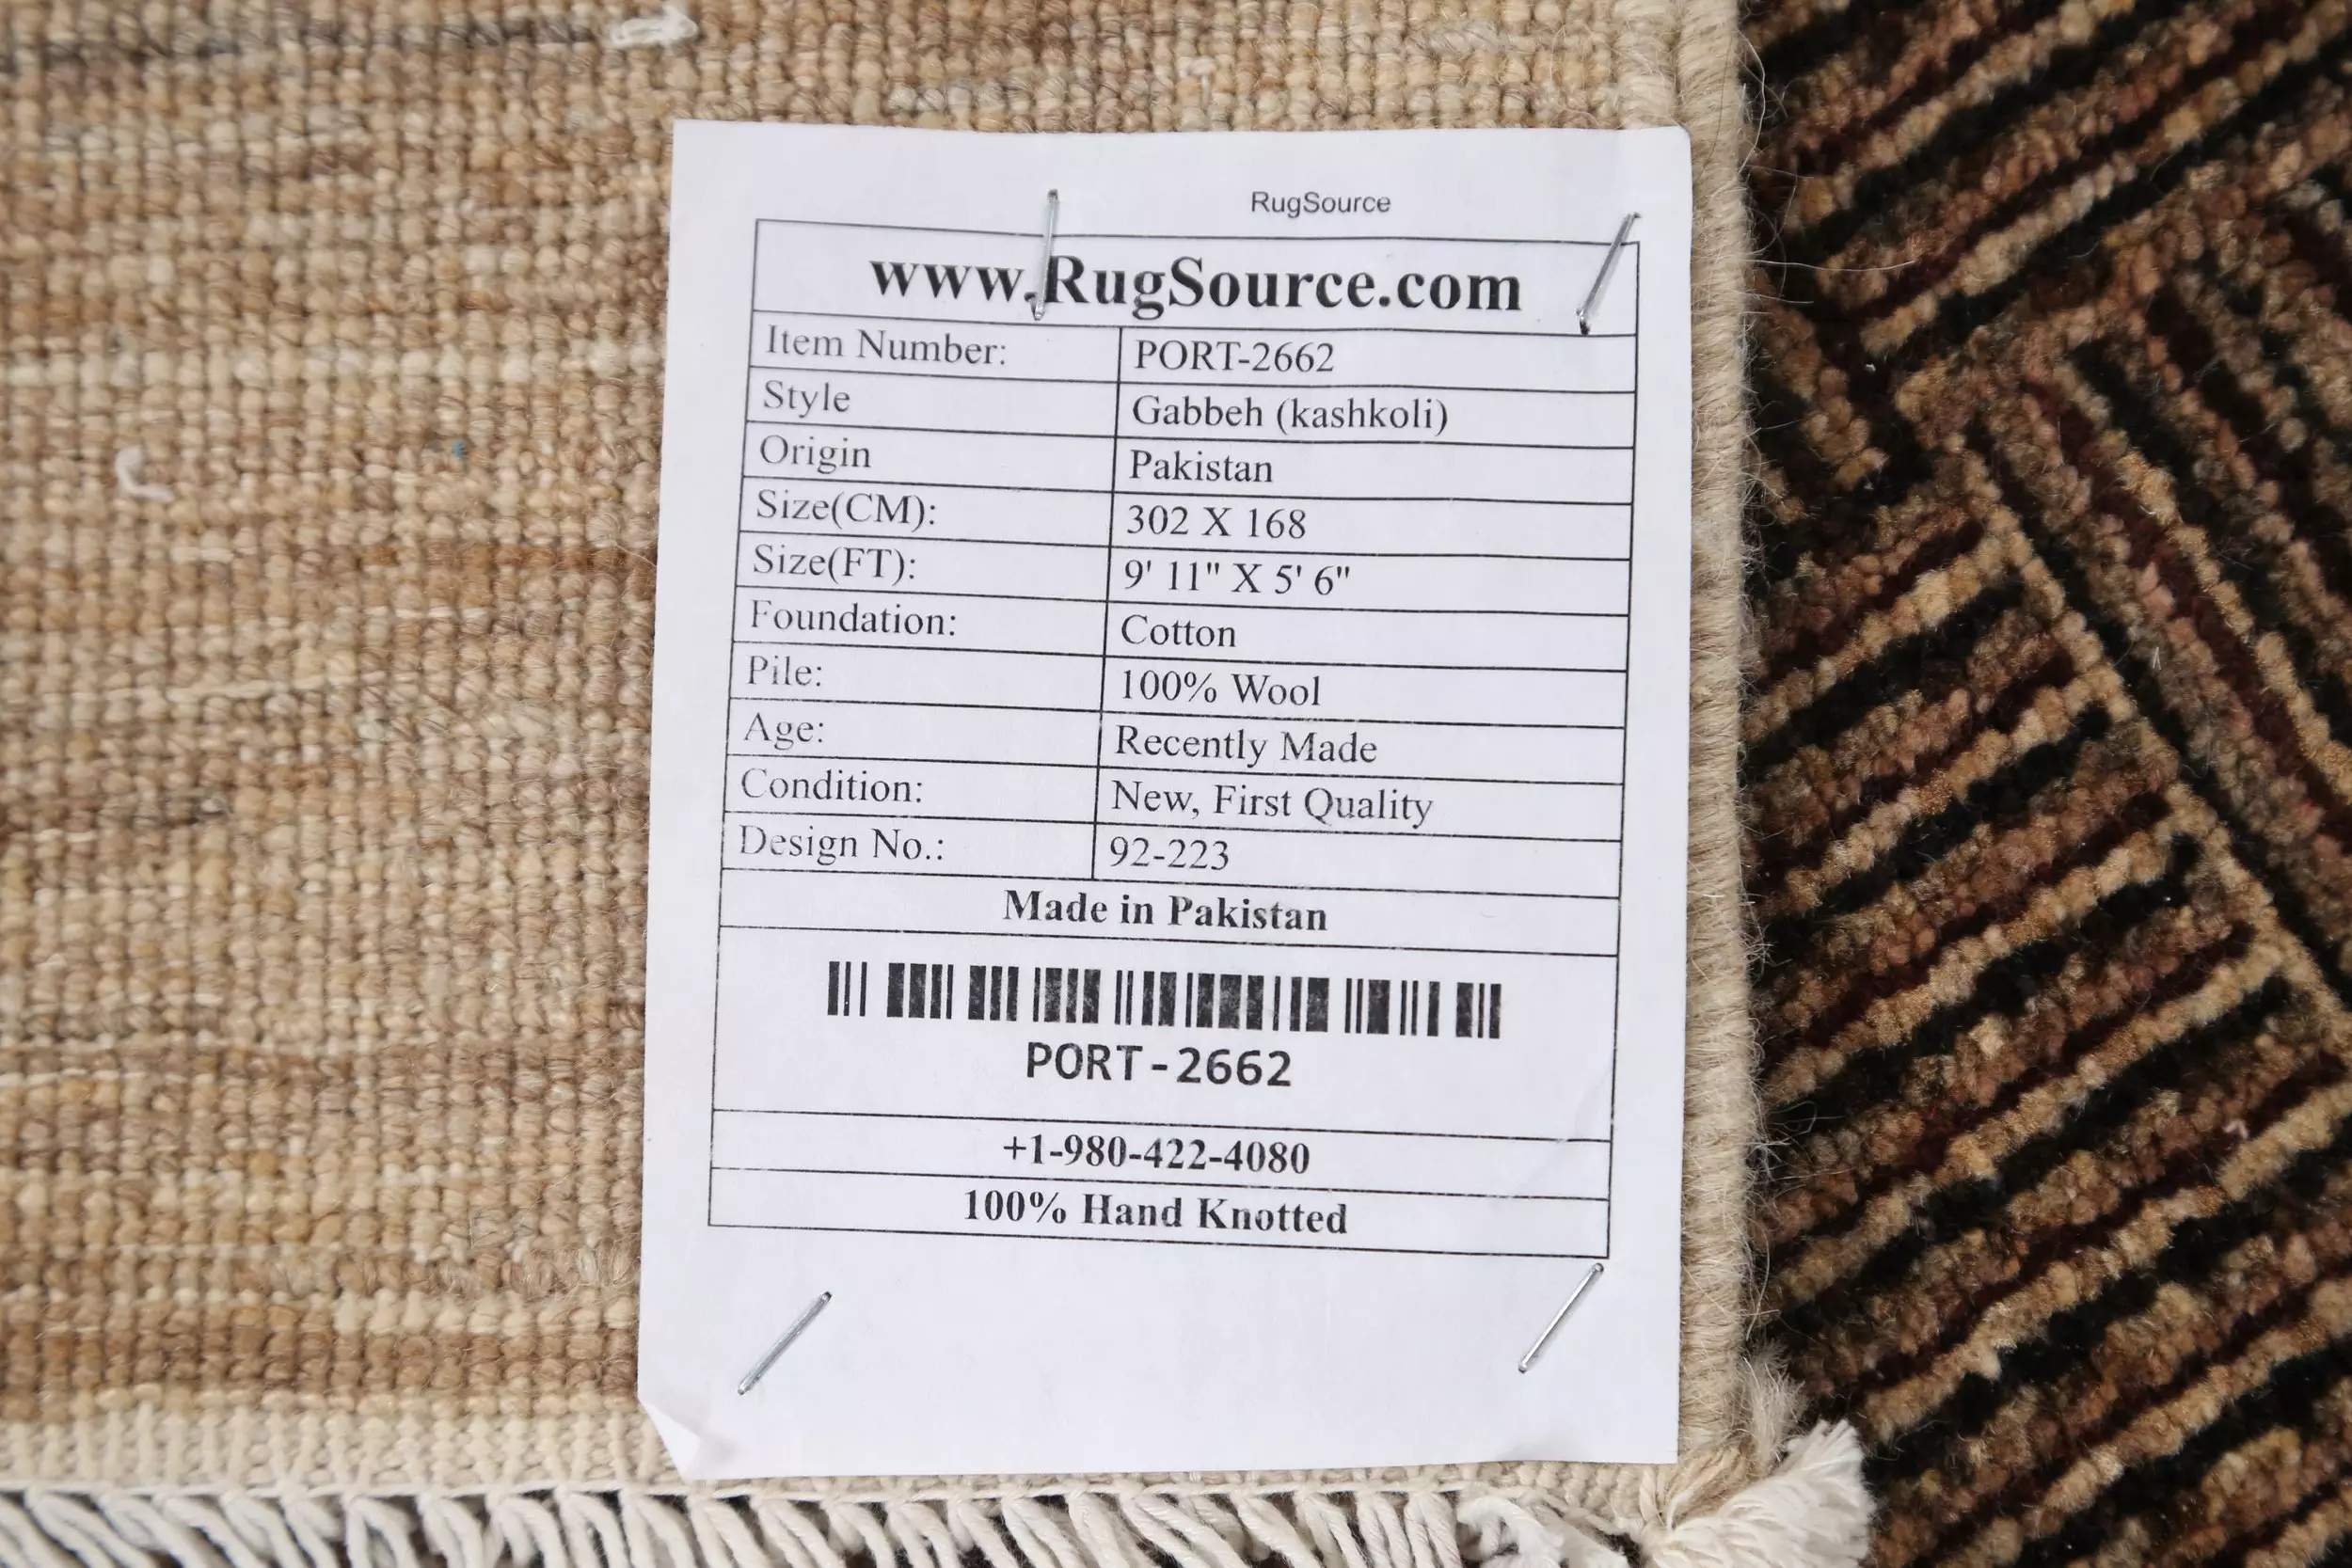 RugSource
www.RugSource.com
Item Number: PORT-2662
Style Gabbeh (kashkoli)
Origin Pakistan
Size(CM): 302 X 168
Size(FT): 9' 11" X 5' 6"
Foundation: Cotton
Pile: 100% Wool
Age: Recently Made
Condition: New, First Quality
Design No.: 92-223
Made in Pakistan
PORT-2662
+1-980-422-4080
100% Hand Knotted